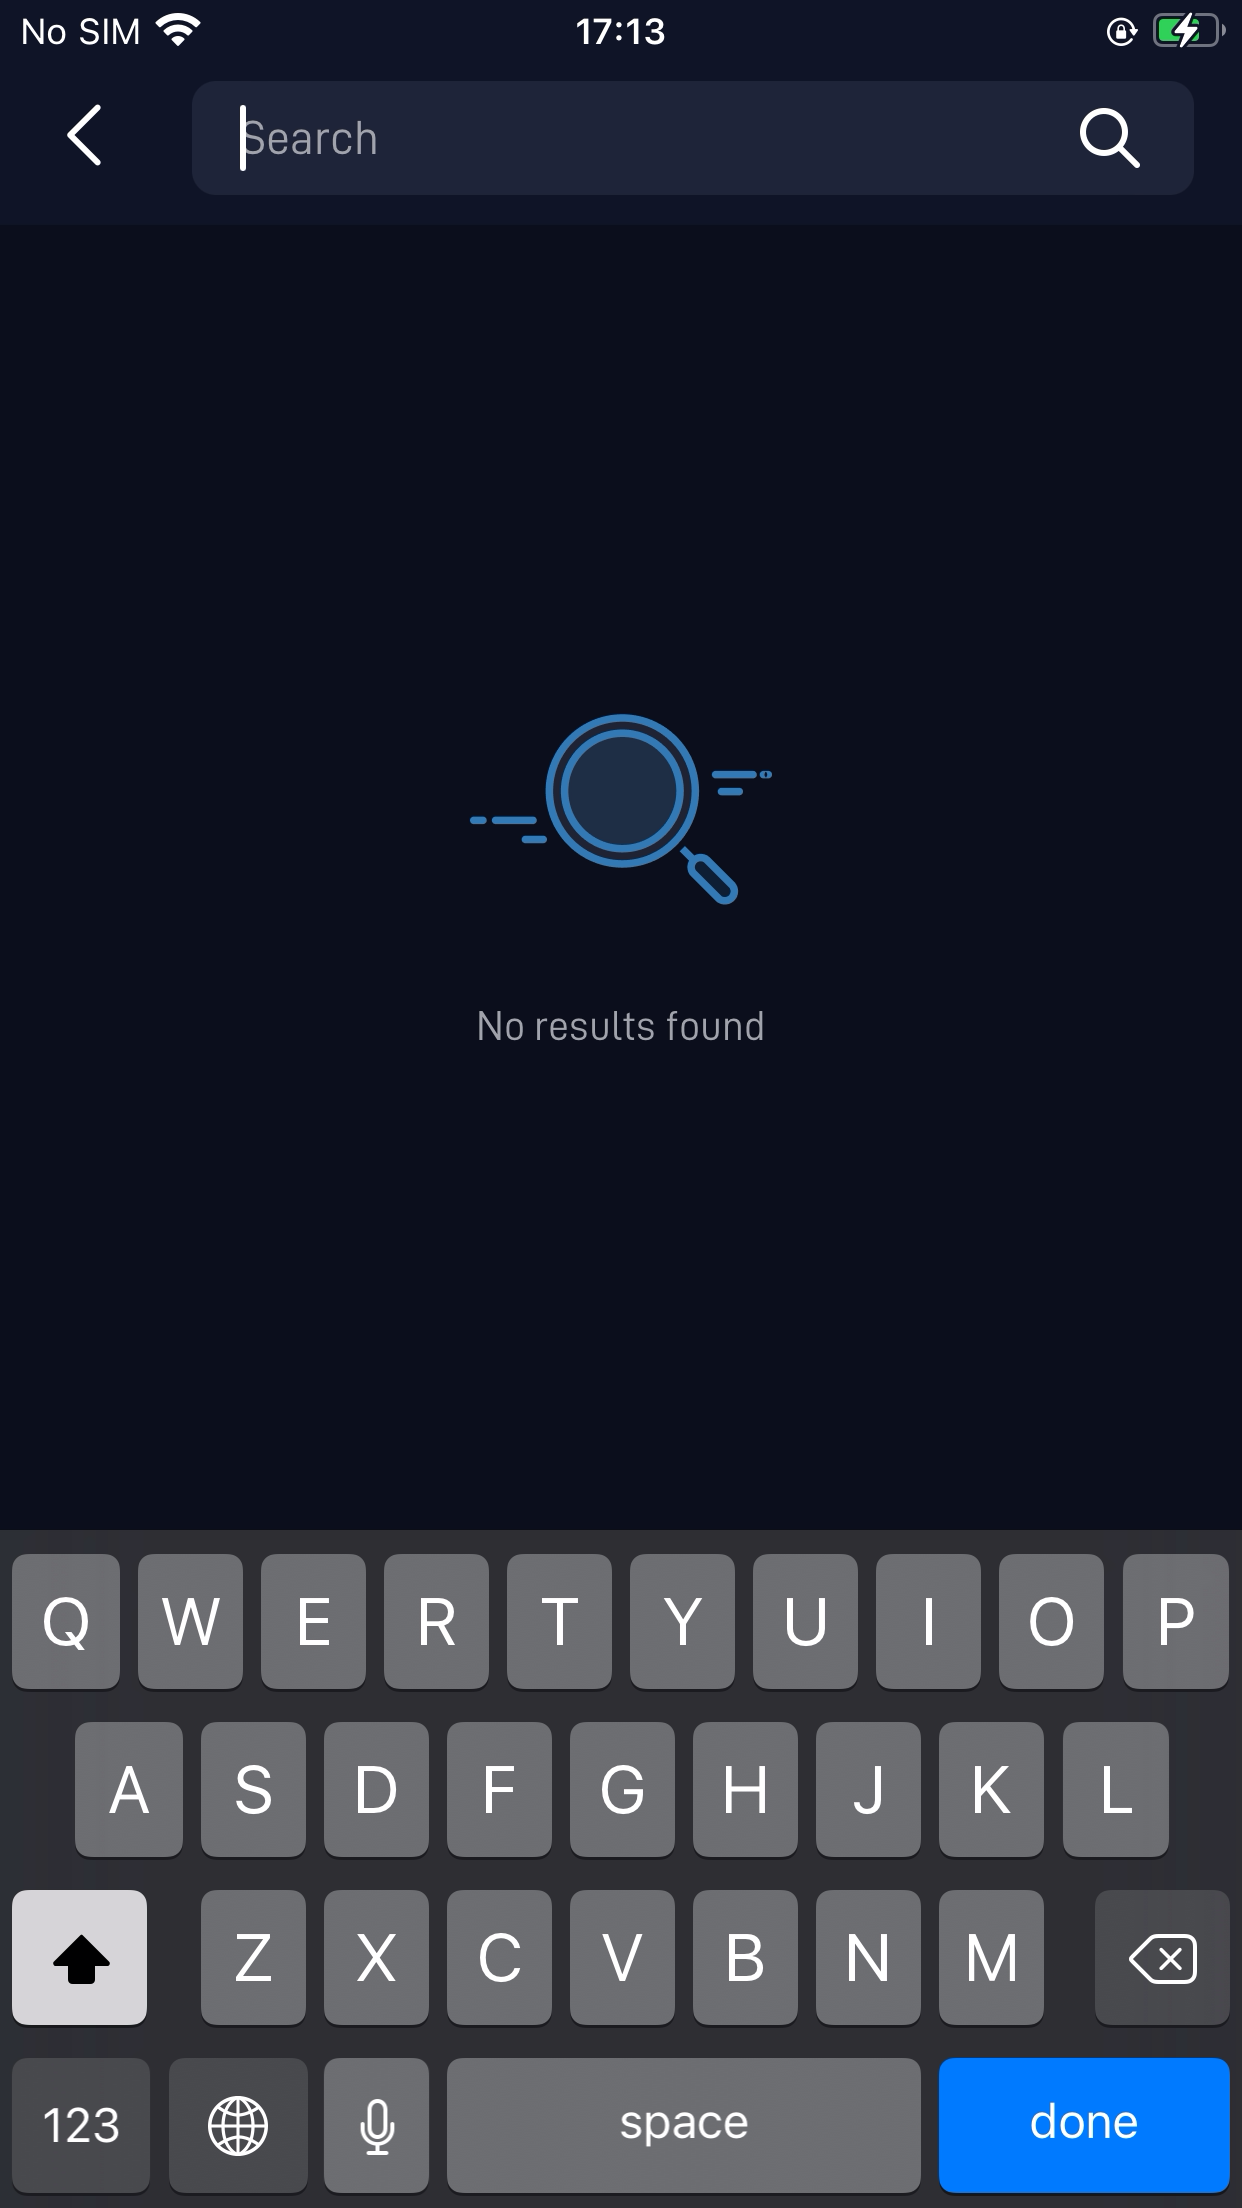 No SIM 17:13
Search
No results found
Q W E R T Y U I O P
A S D F G H J K L
Z X C V B N M
123 space done